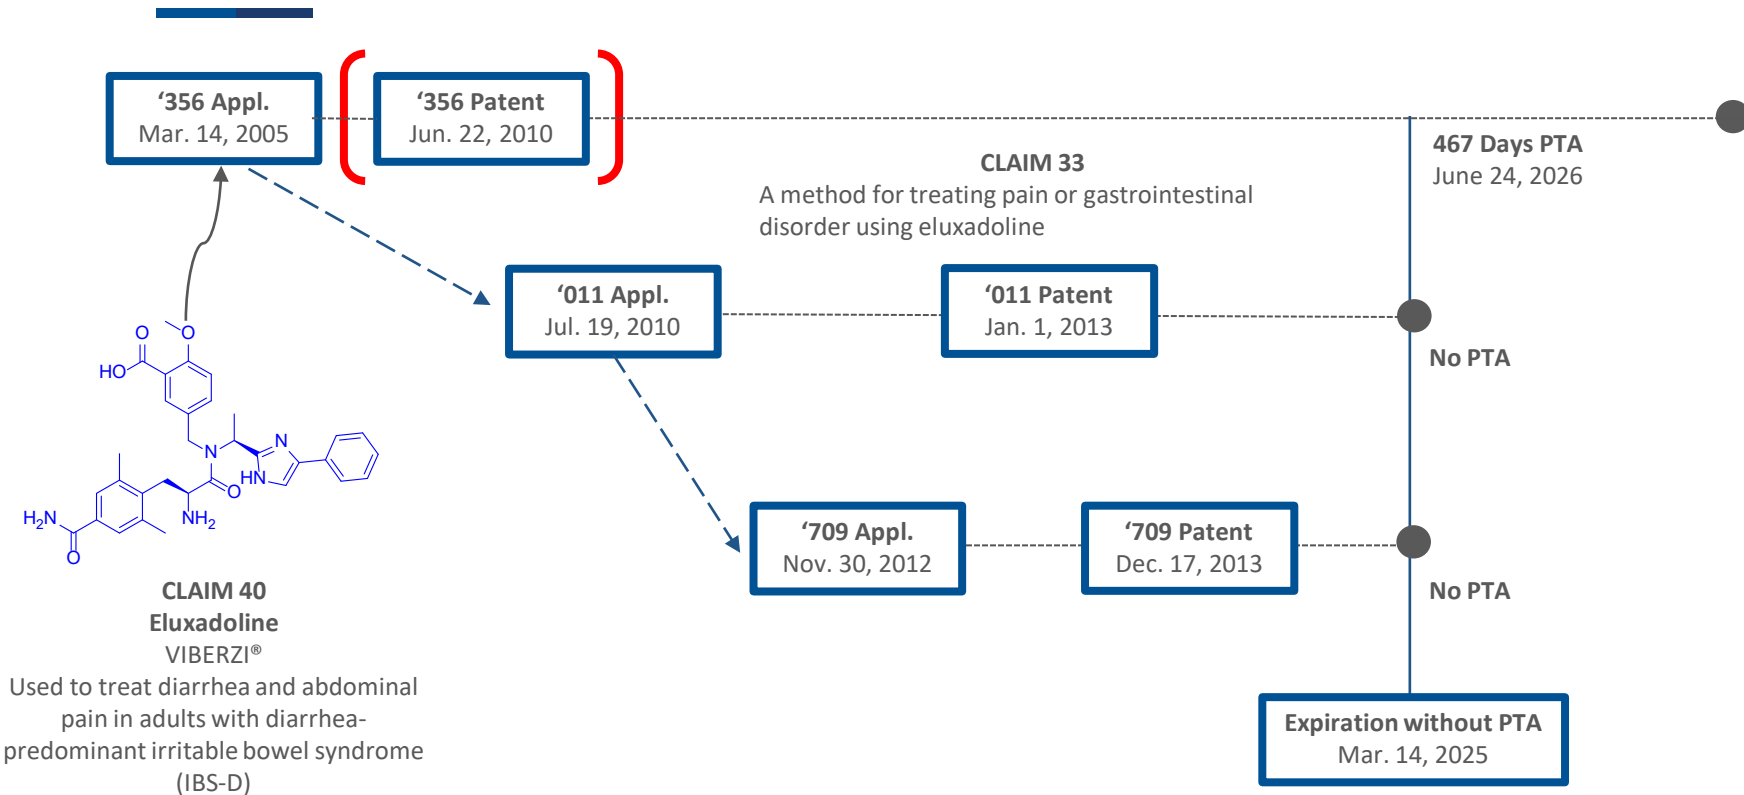 ‘356 Appl.
Mar. 14, 2005
‘356 Patent
Jun. 22, 2010
467 Days PTA
June 24, 2026
CLAIM 33
A method for treating pain or gastrointestinal
disorder using eluxadoline
‘011 Appl.
Jul. 19, 2010
‘011 Patent
Jan. 1, 2013
No PTA
O
O
HO
N
N
HN
O
NH2
H2N
O
‘709 Appl.
Nov. 30, 2012
‘709 Patent
Dec. 17, 2013
No PTA
CLAIM 40
Eluxadoline
VIBERZI®
Used to treat diarrhea and abdominal
pain in adults with diarrhea-
predominant irritable bowel syndrome
(IBS-D)
Expiration without PTA
Mar. 14, 2025